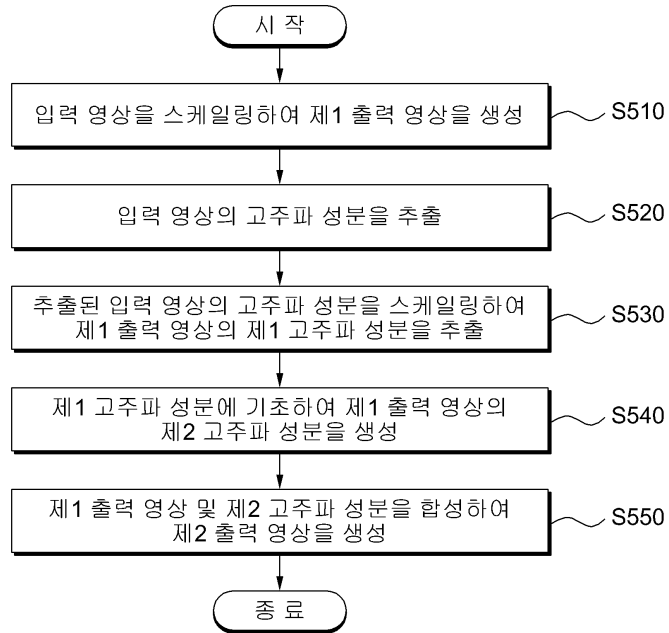 시 작
입력 영상을 스케일링하여 제1 출력 영상을 생성
S510
입력 영상의 고주파 성분을 추출
S520
추출된 입력 영상의 고주파 성분을 스케일링하여
제1 출력 영상의 제1 고주파 성분을 추출
S530
제1 고주파 성분에 기초하여 제1 출력 영상의
제2 고주파 성분을 생성
S540
제1 출력 영상 및 제2 고주파 성분을 합성하여
제2 출력 영상을 생성
S550
종 료